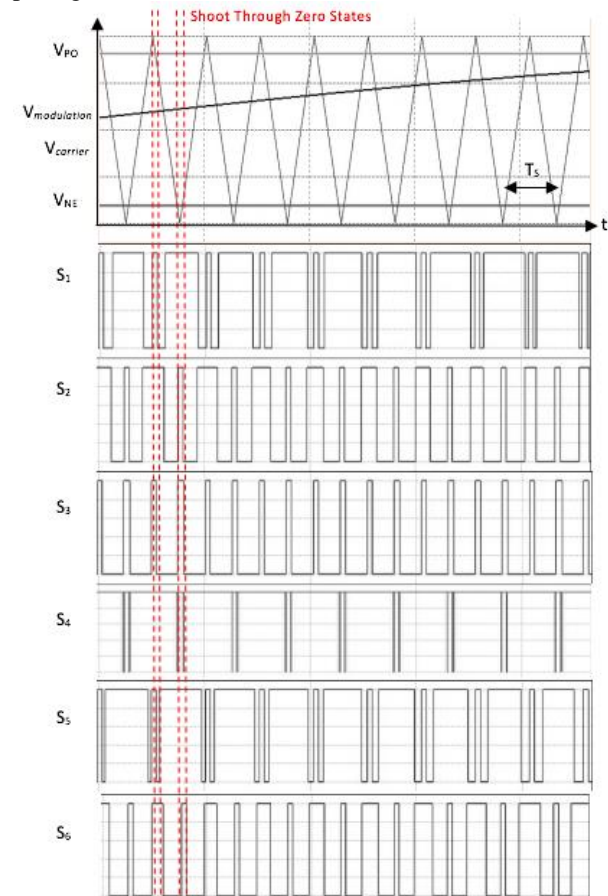 Shoot Through Zero States
VPO
Vmodulation
Vcarrier
Ts
VNE
t
S1
S2
S3
S4
S5
S6